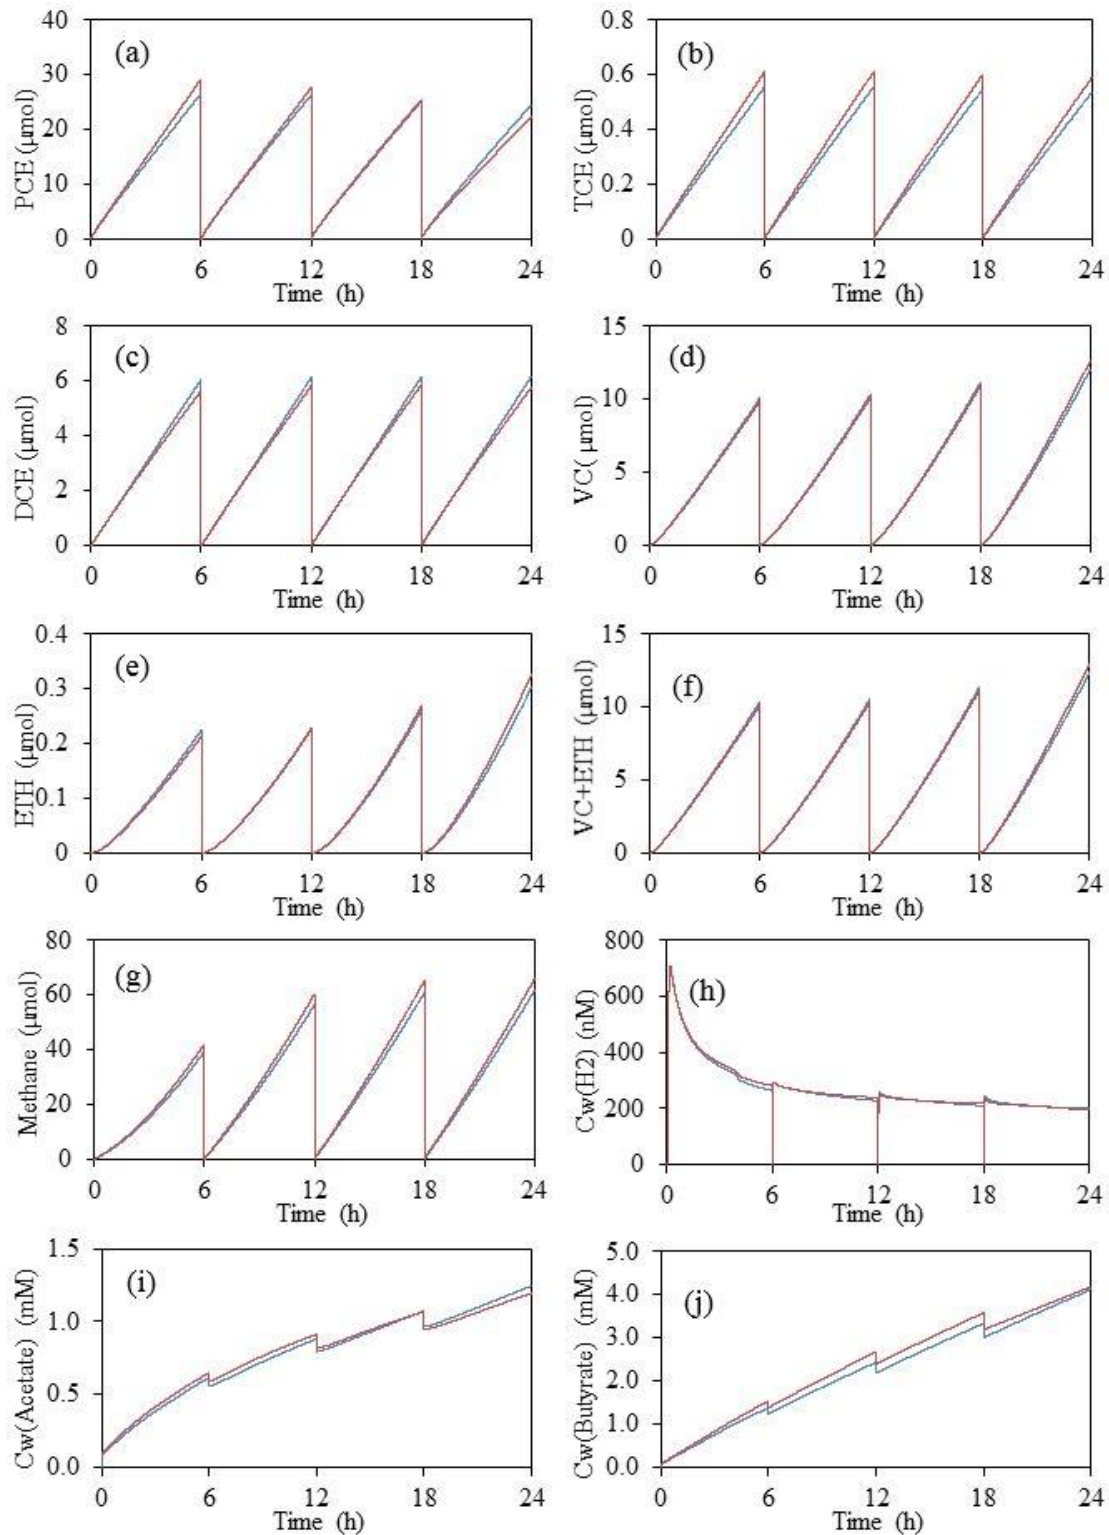 40
30
20
10
0
PCE (μmol)
(a)
0 6 12 18 24
Time (h)
0.8
0.6
0.4
0.2
0
TCE (μmol)
(b)
0 6 12 18 24
Time (h)
8
6
4
2
0
DCE (μmol)
(c)
0 6 12 18 24
Time (h)
15
10
5
0
VC( μmol)
(d)
0 6 12 18 24
Time (h)
0.4
0.3
0.2
0.1
0
ETH (μmol)
(e)
0 6 12 18 24
Time (h)
15
10
5
0
VC+ETH (μmol)
(f)
0 6 12 18 24
Time (h)
80
60
40
20
0
Methane (μmol)
(g)
0 6 12 18 24
Time (h)
800
600
400
200
0
Cw(H2) (nM)
(h)
0 6 12 18 24
Time (h)
1.5
1.0
0.5
0.0
Cw(Acetate) (mM)
(i)
0 6 12 18 24
Time (h)
5.0
4.0
3.0
2.0
1.0
0.0
Cw(Butyrate) (mM)
(j)
0 6 12 18 24
Time (h)